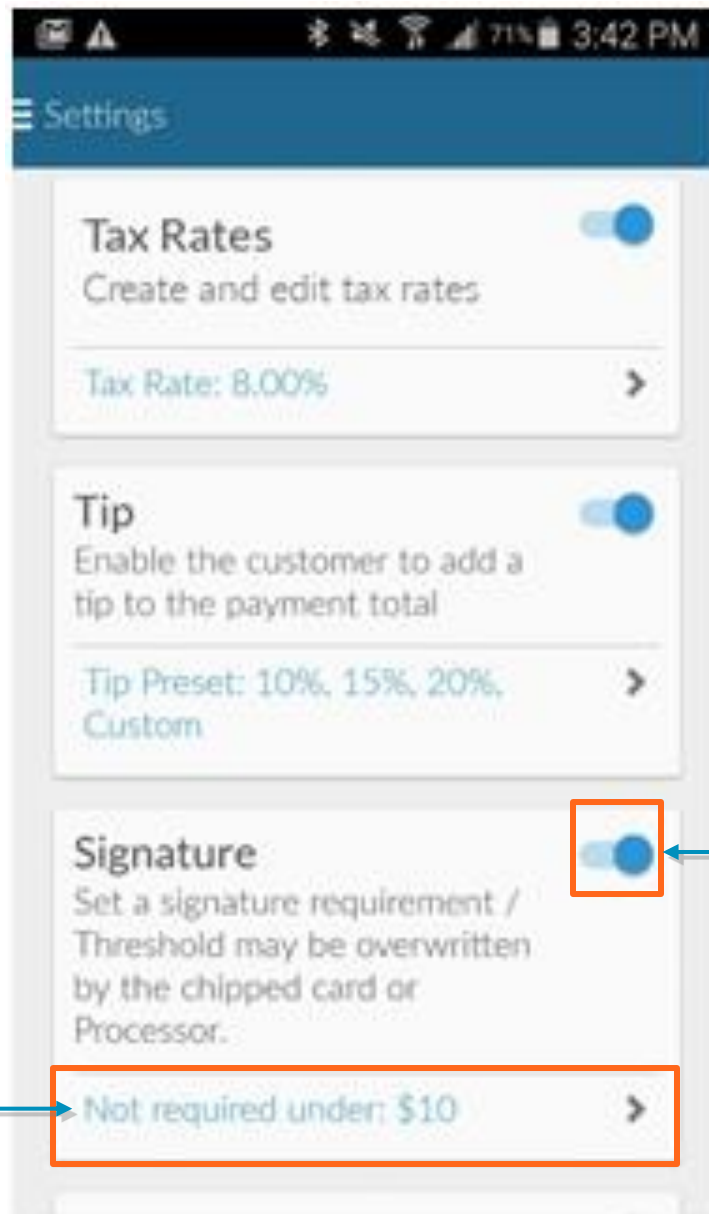 71% 3:42 PM
Settings
Tax Rates
Create and edit tax rates
Tax Rate: 8.00%
Tip
Enable the customer to add a
tip to the payment total
Tip Preset: 10%, 15%, 20%,
Custom
Signature
Set a signature requirement /
Threshold may be overwritten
by the chipped card or
Processor.
Not required under: $10